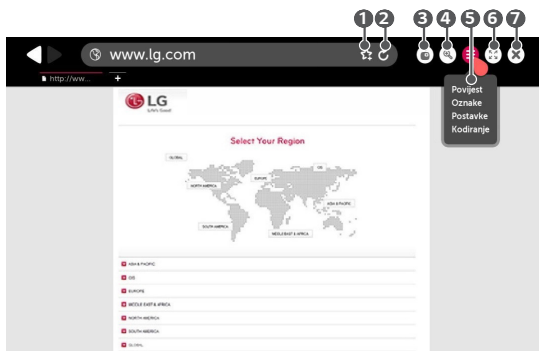 1 2 3 4 5 6 7
www.lg.com
http://ww...
+
Povijest
Oznake
Postavke
Kodiranje
LG
Life's Good
Select Your Region
GLOBAL
CIS
EUROPE
NORTH AMERICA
ASIA & PACIFIC
SOUTH AMERICA
MIDDLE EAST & AFRICA
ASIA & PACIFIC
CIS
EUROPE
MIDDLE EAST & AFRICA
NORTH AMERICA
SOUTH AMERICA
GLOBAL